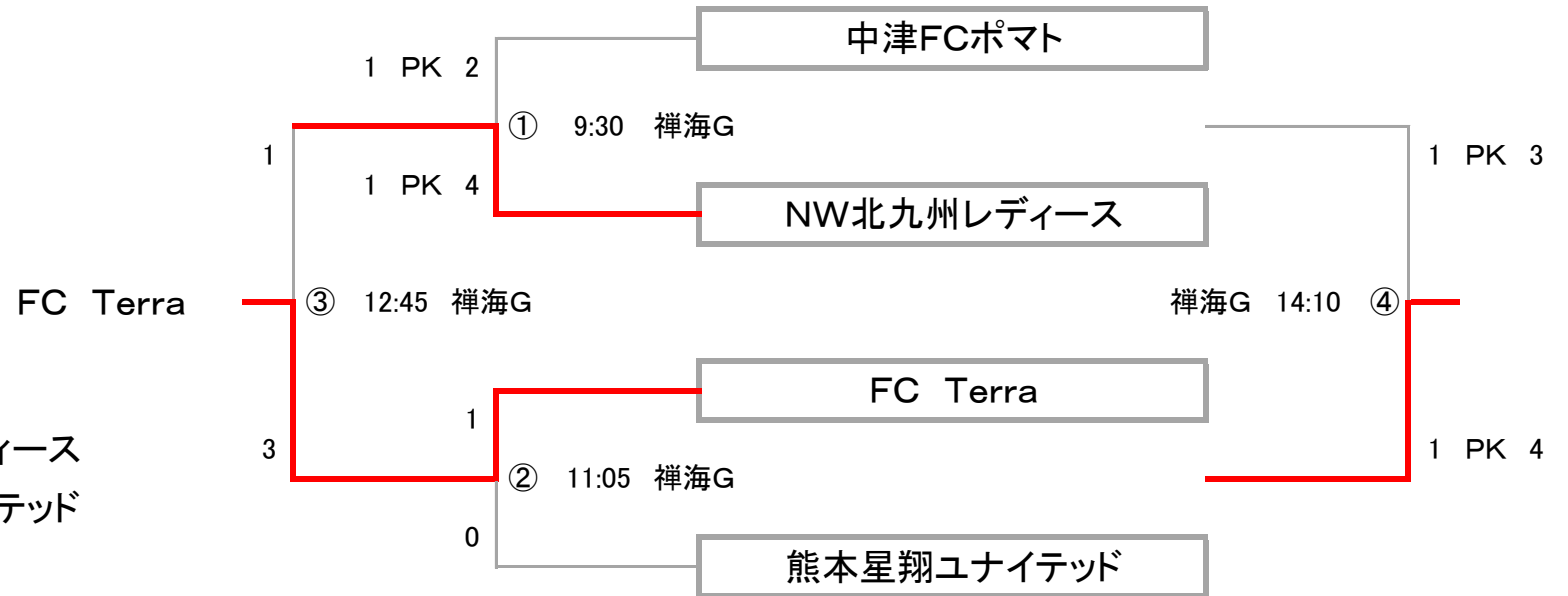 中津FCポマト
1 PK 2
① 9:30 禅海G
1
1 PK 3
1 PK 4
NW北九州レディース
FC Terra
③ 12:45 禅海G
禅海G 14:10 ④
FC Terra
1
ィース
3
1 PK 4
② 11:05 禅海G
テッド
0
熊本星翔ユナイテッド